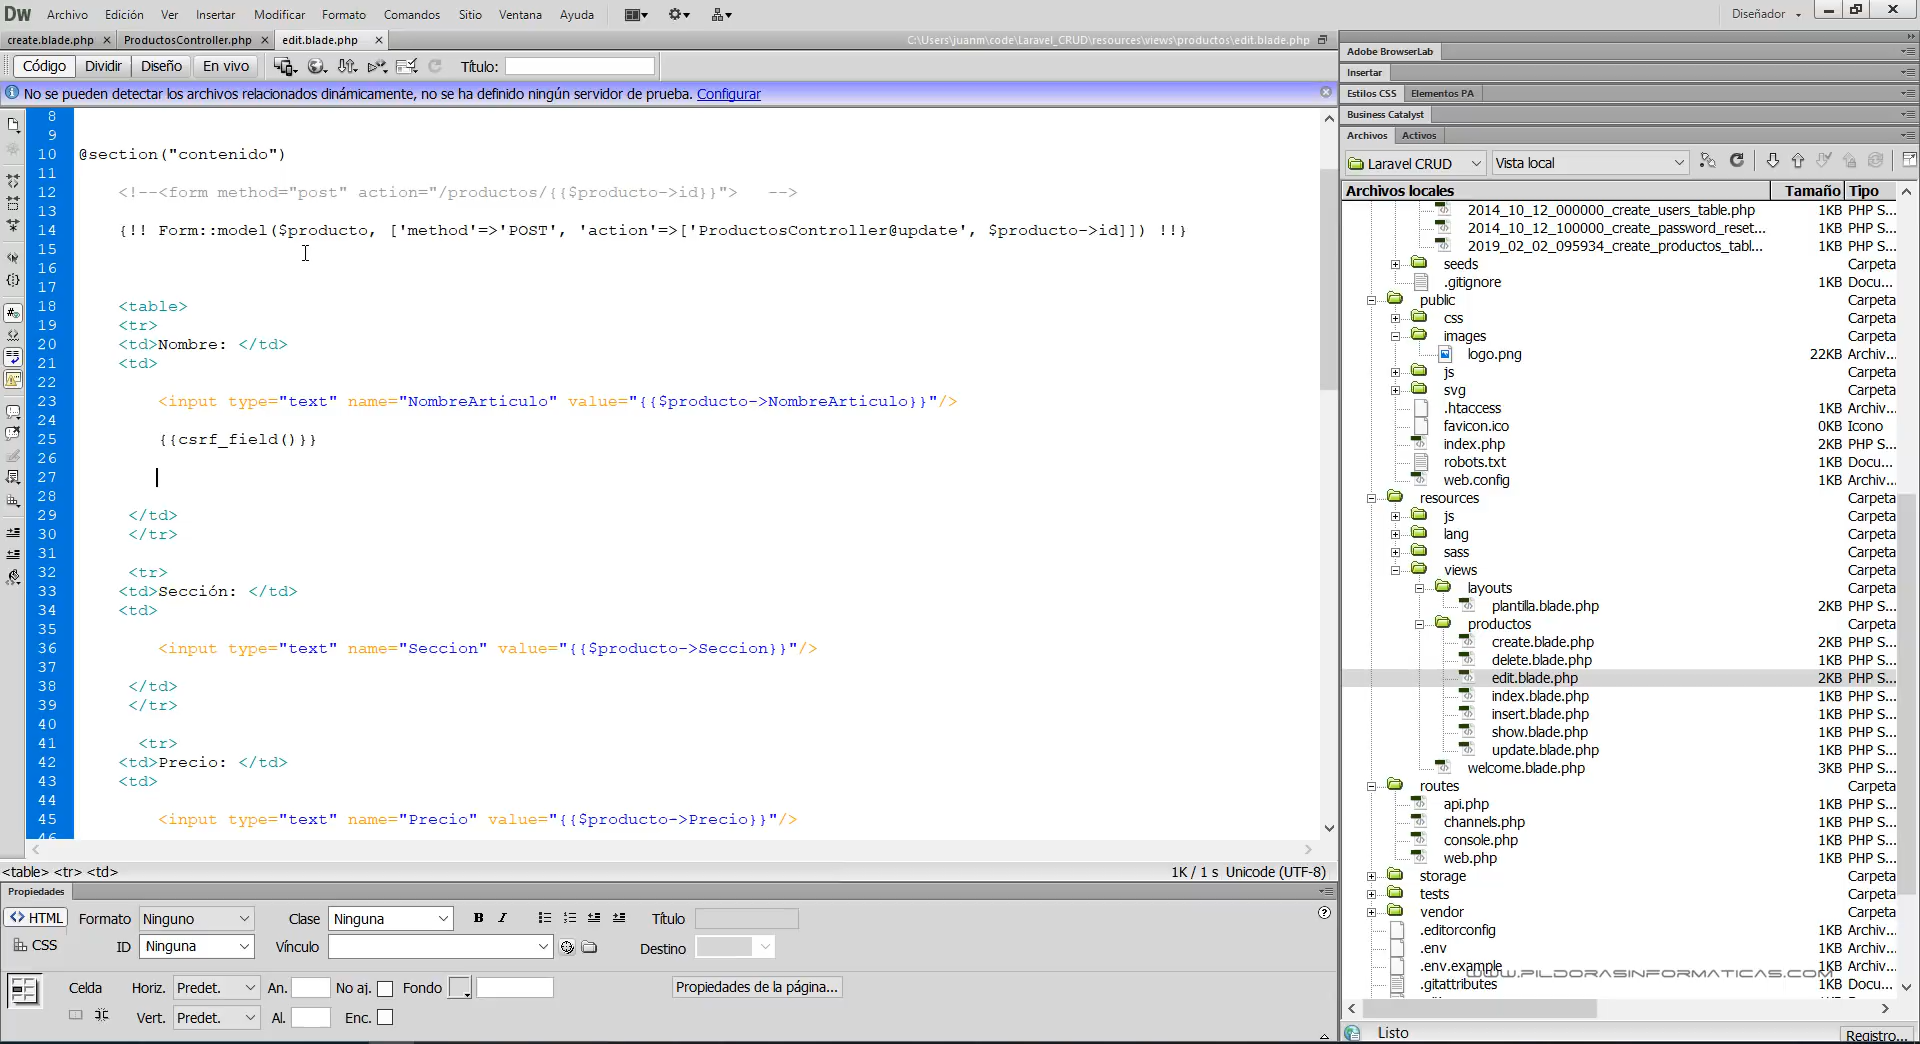 Dw Archivo Edición Ver Insertar Modificar Formato Comandos Sitio Ventana Ayuda Diseñador
create.blade.php ProductosController.php edit.blade.php C:\Users\juanm\code\Laravel_CRUD\resources\views\productos\edit.blade.php
Código Dividir Diseño En vivo Título:
No se pueden detectar los archivos relacionados dinámicamente, no se ha definido ningún servidor de prueba. Configurar
8
9
10 @section("contenido")
11
12 <!--<form method="post" action="/productos/{{$producto->id}}"> -->
13
14 {!! Form::model($producto, ['method'=>'POST', 'action'=>['ProductosController@update', $producto->id]]) !!}
15
16
17
18 <table>
19 <tr>
20 <td>Nombre: </td>
21 <td>
22
23 <input type="text" name="NombreArticulo" value="{{$producto->NombreArticulo}}"/>
24
25 {{csrf_field()}}
26
27
28
29 </td>
30 </tr>
31
32 <tr>
33 <td>Sección: </td>
34 <td>
35
36 <input type="text" name="Seccion" value="{{$producto->Seccion}}"/>
37
38 </td>
39 </tr>
40
41 <tr>
42 <td>Precio: </td>
43 <td>
44
45 <input type="text" name="Precio" value="{{$producto->Precio}}"/>
46
<table> <tr> <td> 1K / 1 s Unicode (UTF-8)
Propiedades
<> HTML Formato Ninguno Clase Ninguna B I Título
CSS ID Ninguna Vínculo Destino
Celda Horiz. Predet. An. No aj. Fondo Propiedades de la página...
Vert. Predet. Al. Enc.
Adobe BrowserLab
Insertar
Estilos CSS Elementos PA
Business Catalyst
Archivos Activos
Laravel CRUD Vista local
Archivos locales Tamaño Tipo
2014_10_12_000000_create_users_table.php 1KB PHP S...
2014_10_12_100000_create_password_reset... 1KB PHP S...
2019_02_02_095934_create_productos_tabl... 1KB PHP S...
seeds Carpeta
.gitignore 1KB Docu...
public Carpeta
css Carpeta
images Carpeta
logo.png 22KB Archiv...
js Carpeta
svg Carpeta
.htaccess 1KB Archiv...
favicon.ico 0KB Icono
index.php 2KB PHP S...
robots.txt 1KB Docu...
web.config 1KB Archiv...
resources Carpeta
js Carpeta
lang Carpeta
sass Carpeta
views Carpeta
layouts Carpeta
plantilla.blade.php 2KB PHP S...
productos Carpeta
create.blade.php 2KB PHP S...
delete.blade.php 1KB PHP S...
edit.blade.php 2KB PHP S...
index.blade.php 1KB PHP S...
insert.blade.php 1KB PHP S...
show.blade.php 1KB PHP S...
update.blade.php 1KB PHP S...
welcome.blade.php 3KB PHP S...
routes Carpeta
api.php 1KB PHP S...
channels.php 1KB PHP S...
console.php 1KB PHP S...
web.php 1KB PHP S...
storage Carpeta
tests Carpeta
vendor Carpeta
.editorconfig 1KB Archiv...
.env 1KB Archiv...
.env.example 1KB Archiv...
WWW.PILDORASINFORMATICAS.COM
.gitattributes 1KB Docu...
Listo Registro...